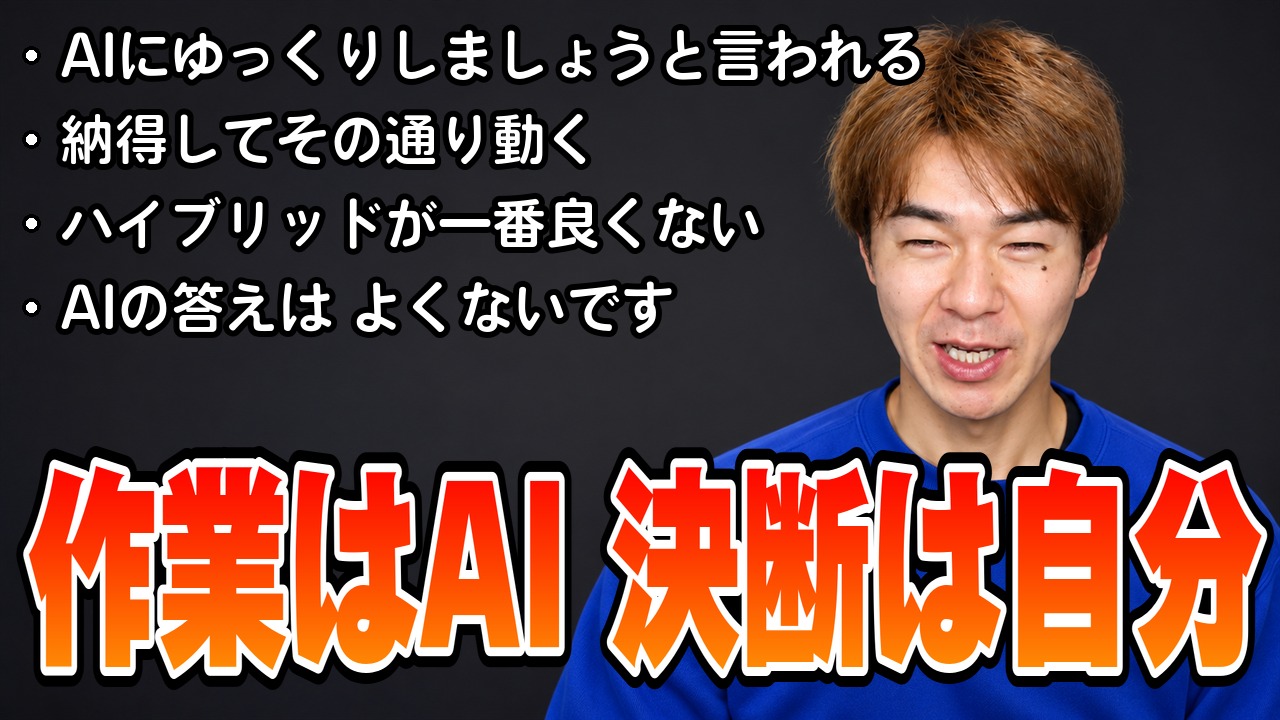 ・AIにゆっくりしましょうと言われる
・納得してその通り動く
・ハイブリッドが一番良くない
・AIの答えは よくないです
作業はAI 決断は自分